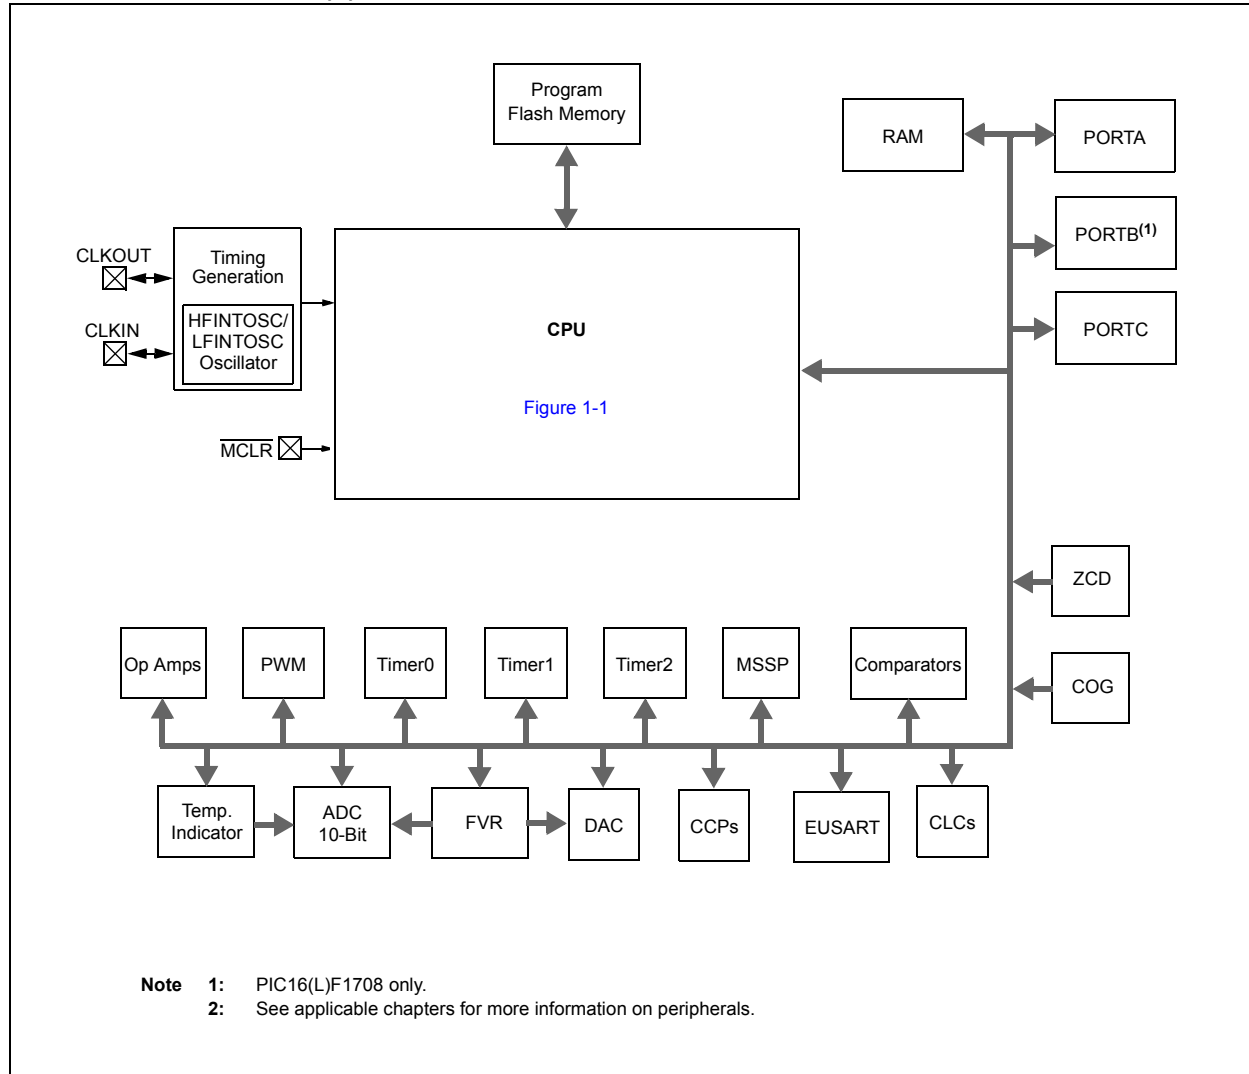 Program
Flash Memory
RAM
PORTA
PORTB(1)
PORTC
CLKOUT
Timing
Generation
CLKIN
HFINTOSC/
LFINTOSC
Oscillator
CPU
Figure 1-1
MCLR
ZCD
COG
Op Amps
PWM
Timer0
Timer1
Timer2
MSSP
Comparators
Temp.
Indicator
ADC
10-Bit
FVR
DAC
CCPs
EUSART
CLCs
Note 1: PIC16(L)F1708 only.
2: See applicable chapters for more information on peripherals.